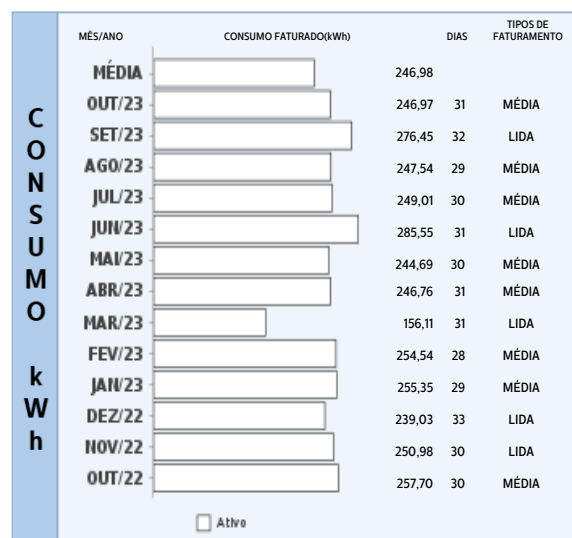 MÊS/ANO CONSUMO FATURADO(kWh) DIAS TIPOS DE FATURAMENTO
MÉDIA 246,98
OUT/23 246,97 31 MÉDIA
SET/23 276,45 32 LIDA
AGO/23 247,54 29 MÉDIA
JUL/23 249,01 30 MÉDIA
JUN/23 285,55 31 LIDA
MAI/23 244,69 30 MÉDIA
ABR/23 246,76 31 MÉDIA
MAR/23 156,11 31 LIDA
FEV/23 254,54 28 MÉDIA
JAN/23 255,35 29 MÉDIA
DEZ/22 239,03 33 LIDA
NOV/22 250,98 30 LIDA
OUT/22 257,70 30 MÉDIA
Ativo
CONSUMO kWh